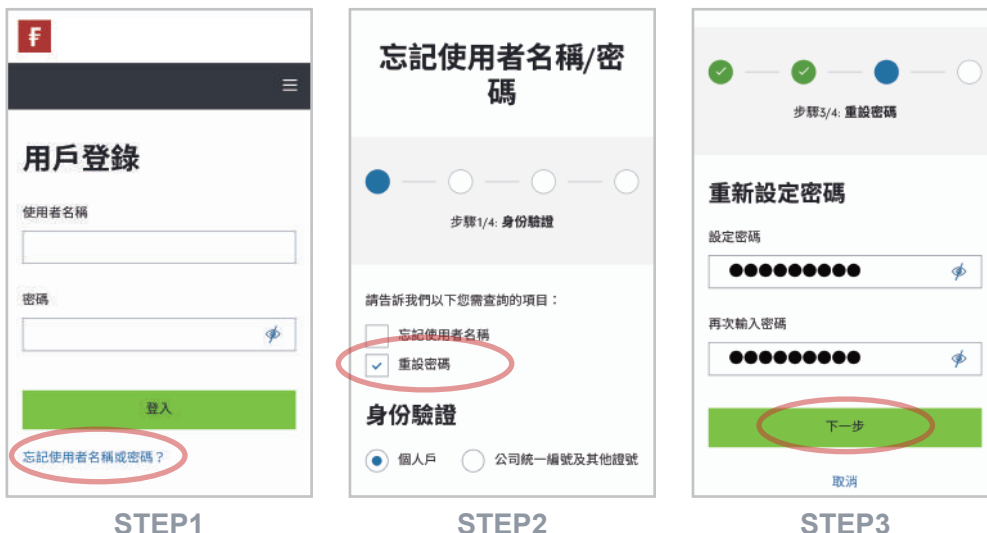 用戶登錄
使用者名稱
密碼
登入
忘記使用者名稱或密碼？
STEP1
忘記使用者名稱/密
碼
步驟1/4: 身份驗證
請告訴我們以下您需查詢的項目：
忘記使用者名稱
重設密碼
身份驗證
個人戶
公司統一編號及其他證號
STEP2
步驟3/4: 重設密碼
重新設定密碼
設定密碼
再次輸入密碼
下一步
取消
STEP3